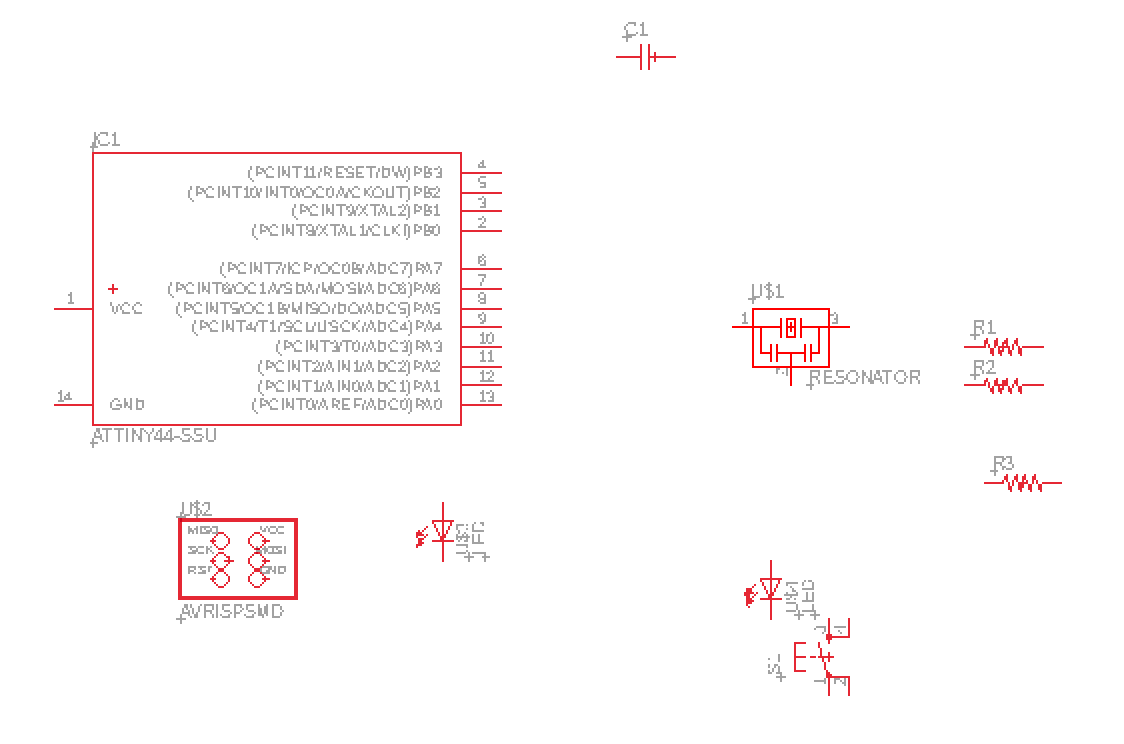 C1
IC1
(PCINT11/RESET/DW)PB3 4
(PCINT10/INT0/OC0A/CKOUT)PB2 5
(PCINT9/XTAL2)PB1 3
(PCINT8/XTAL1/CLKI)PB0 2
(PCINT7/ICP/OC0B/ADC7)PA7 6
(PCINT6/OC1A/SDA/MOSI/ADC6)PA6 7
1 VCC
(PCINT5/OC1B/MISO/DO/ADC5)PA5 8
(PCINT4/T1/SCL/USCK/ADC4)PA4 9
(PCINT3/T0/ADC3)PA3 10
(PCINT2/AIN1/ADC2)PA2 11
(PCINT1/AIN0/ADC1)PA1 12
14 GND
(PCINT0/AREF/ADC0)PA0 13
ATTINY44-SSU
U$1
1 3
RESONATOR
R1
R2
R3
U$2
MISO VCC
SCK MOSI
RST GND
AVRISPSMD
LED
LED
1 2